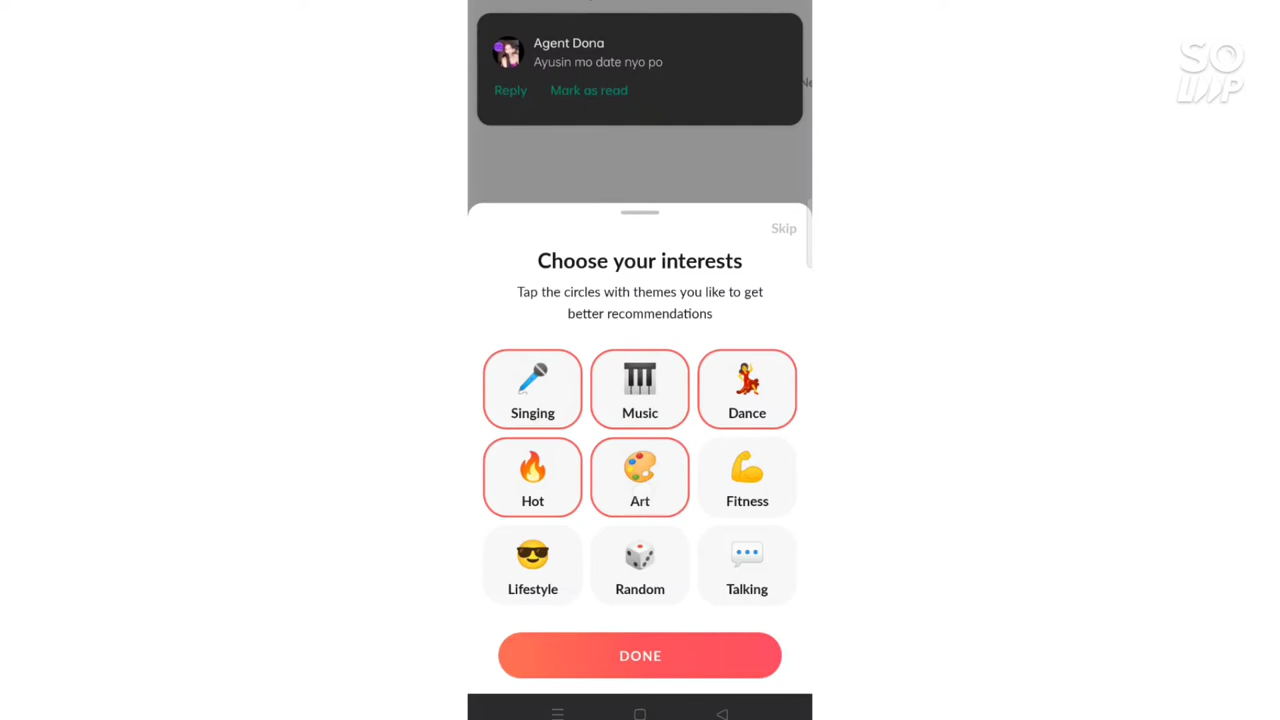 Agent Dona
Ayusin mo date nyo po
Reply Mark as read
Skip
Choose your interests
Tap the circles with themes you like to get
better recommendations
Singing Music Dance
Hot Art Fitness
Lifestyle Random Talking
DONE